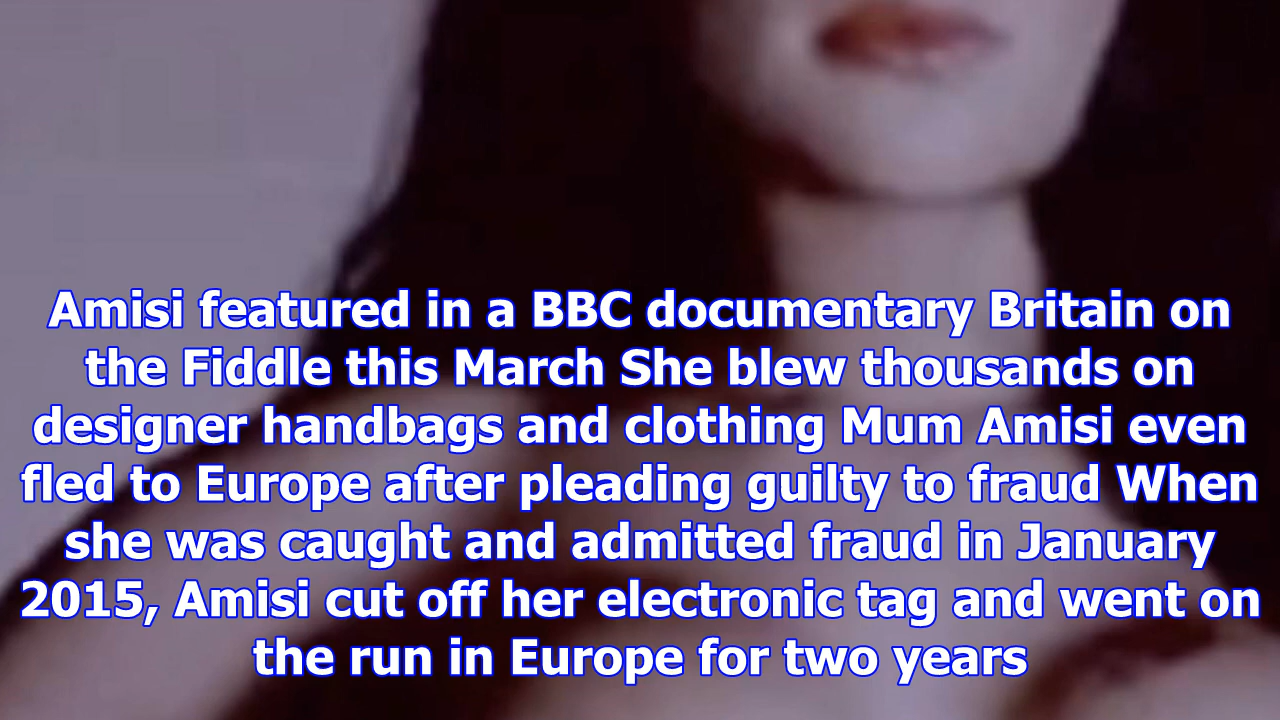 Amisi featured in a BBC documentary Britain on
the Fiddle this March She blew thousands on
designer handbags and clothing Mum Amisi even
fled to Europe after pleading guilty to fraud When
she was caught and admitted fraud in January
2015, Amisi cut off her electronic tag and went on
the run in Europe for two years